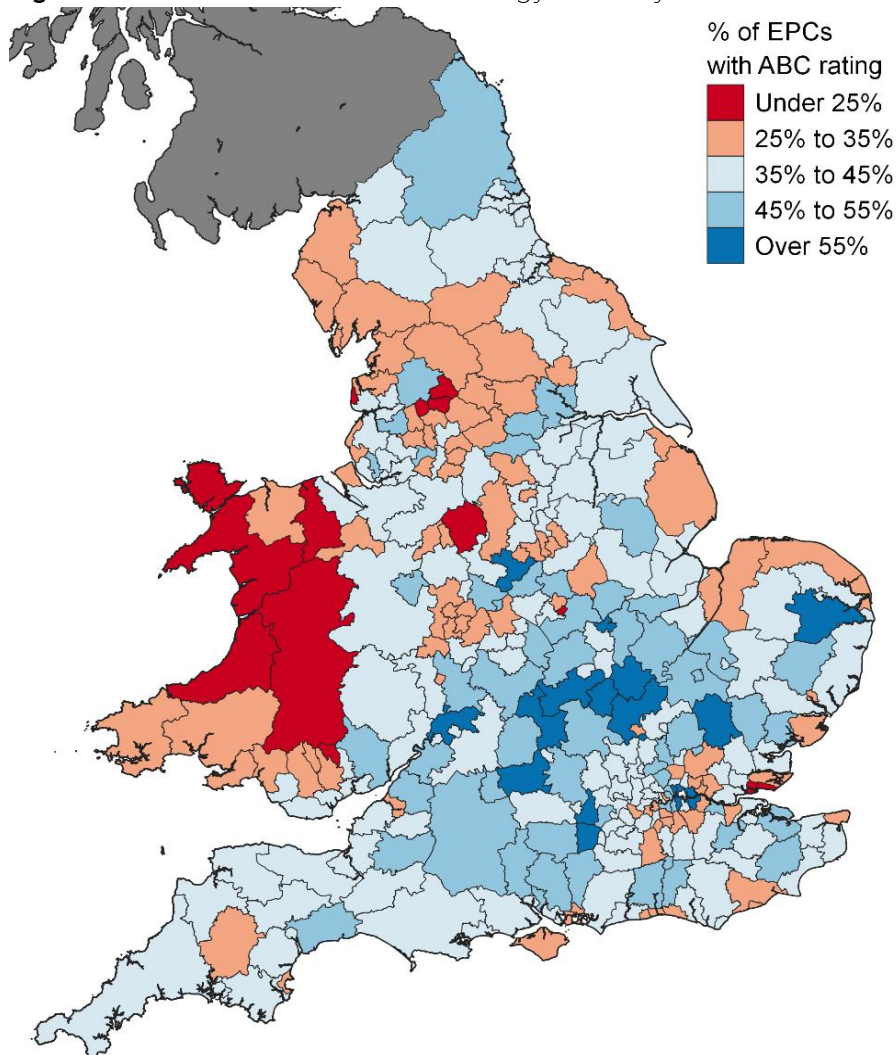 % of EPCs
with ABC rating
Under 25%
25% to 35%
35% to 45%
45% to 55%
Over 55%